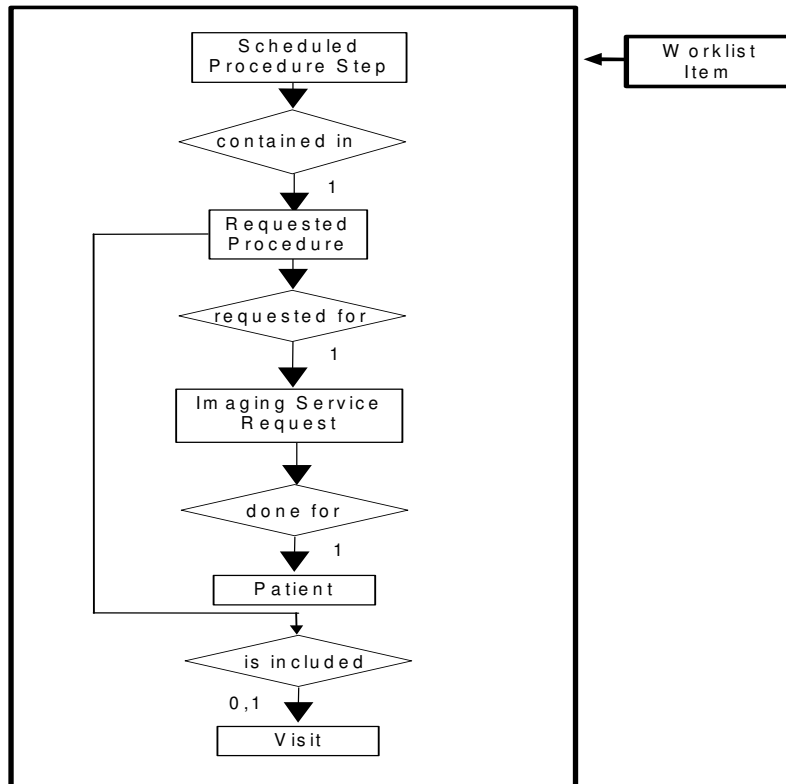 Scheduled
Procedure Step
Worklist
Item
contained in
1
Requested
Procedure
requested for
1
Imaging Service
Request
done for
1
Patient
is included
0,1
Visit